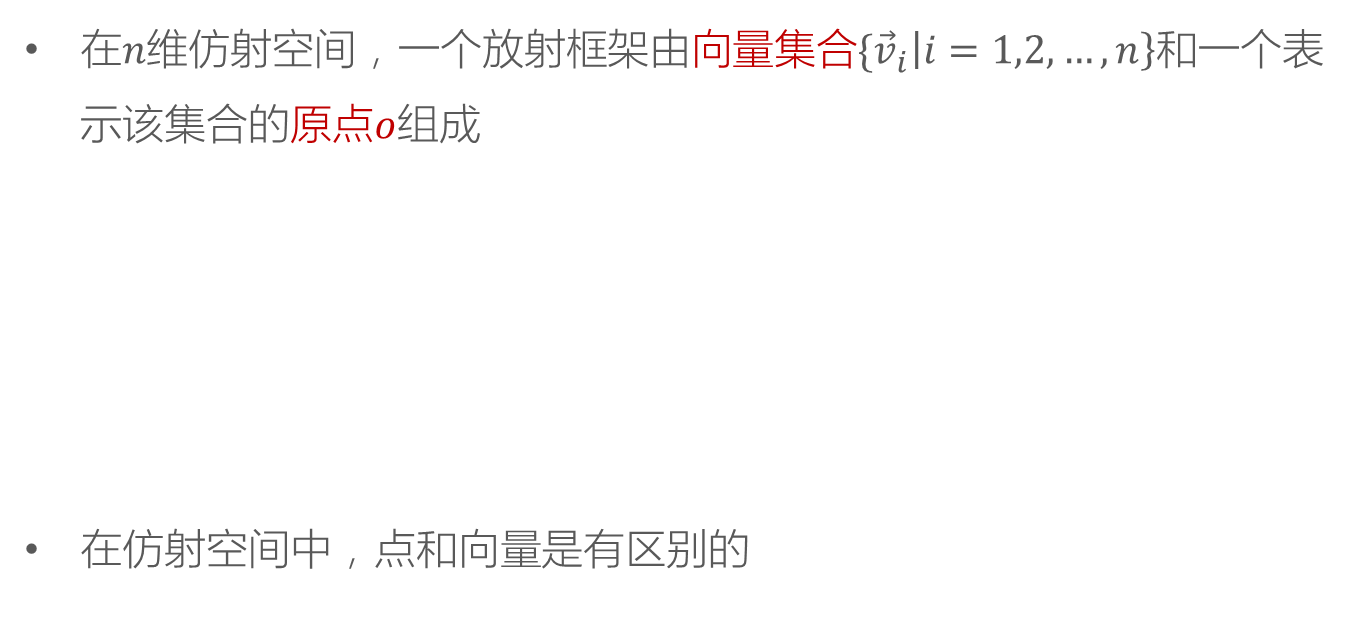 • 在n维仿射空间，一个放射框架由向量集合{v⃗ᵢ|i = 1,2, … , n}和一个表
示该集合的原点o组成
• 在仿射空间中，点和向量是有区别的